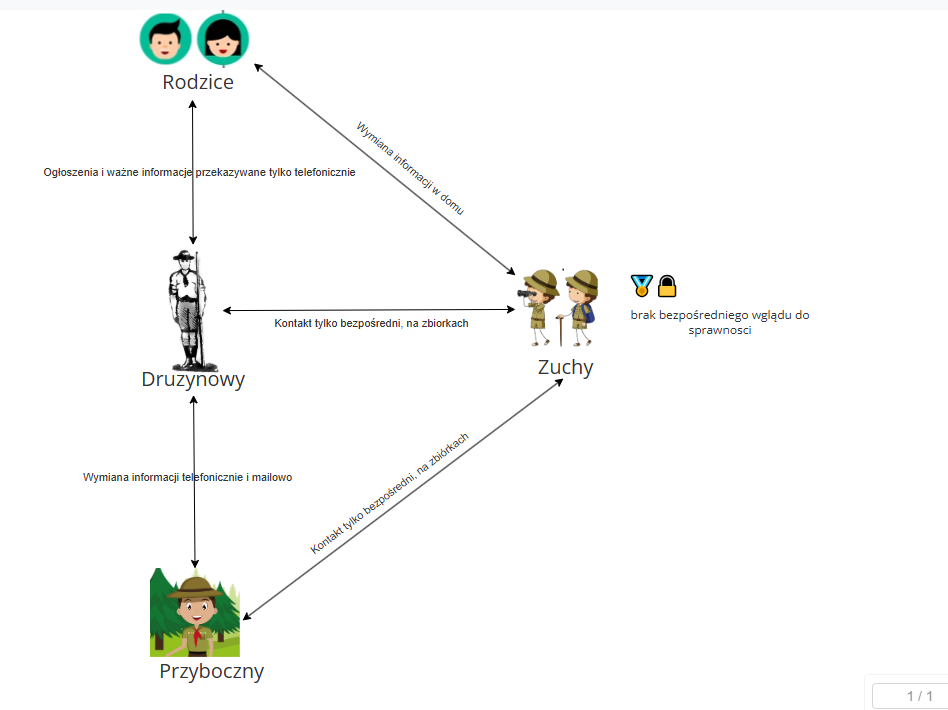 Rodzice
Wymiana informacji w domu
Ogłoszenia i ważne informacje przekazywane tylko telefonicznie
brak bezpośredniego wglądu do
sprawnosci
Kontakt tylko bezpośredni, na zbiorkach
Zuchy
Druzynowy
Kontakt tylko bezpośredni, na zbiórkach
Wymiana informacji telefonicznie i mailowo
Przyboczny
1 / 1